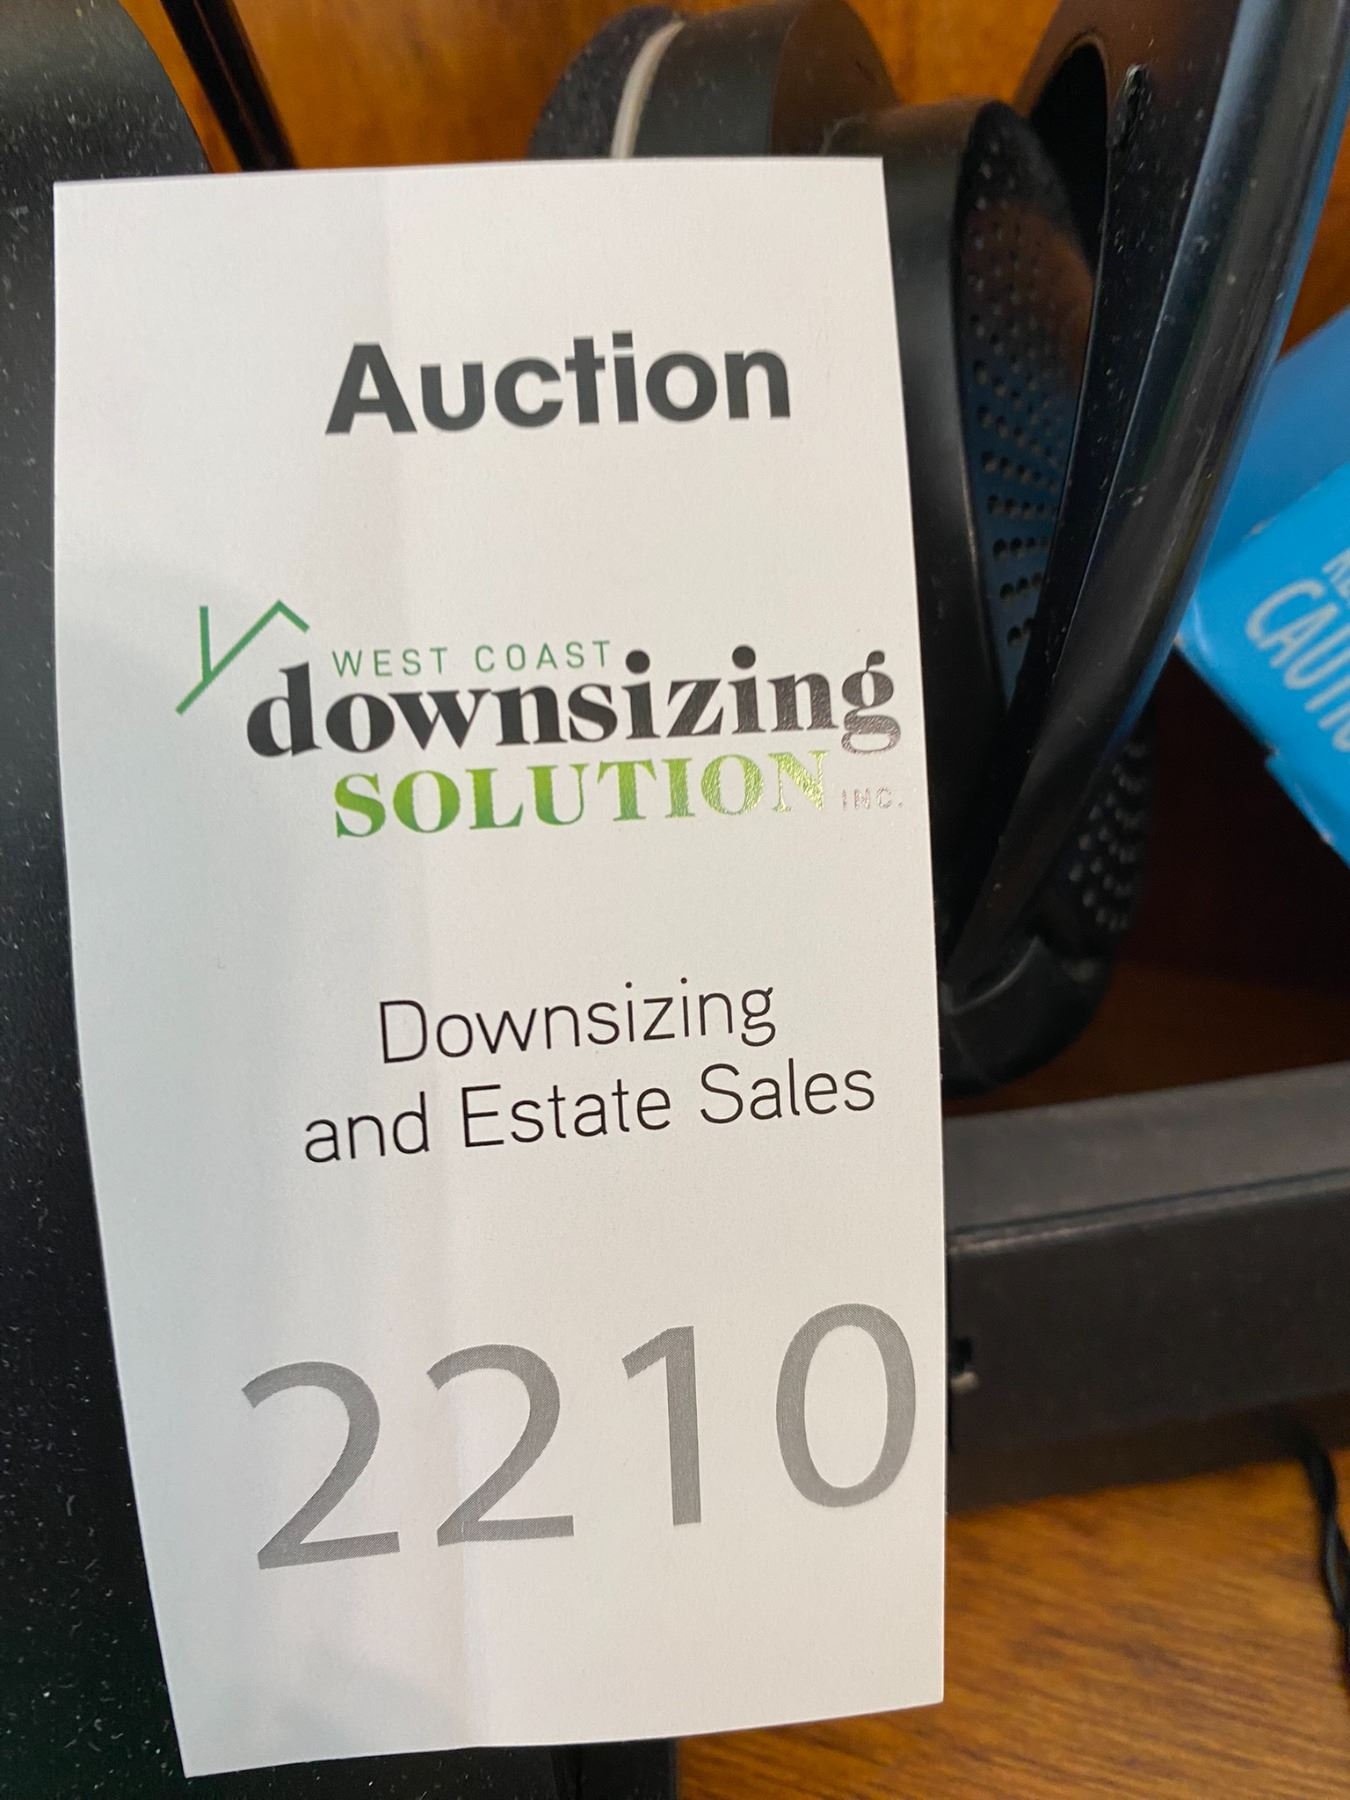 Auction
WEST COAST
downsizing
SOLUTION INC.
Downsizing
and Estate Sales
2210